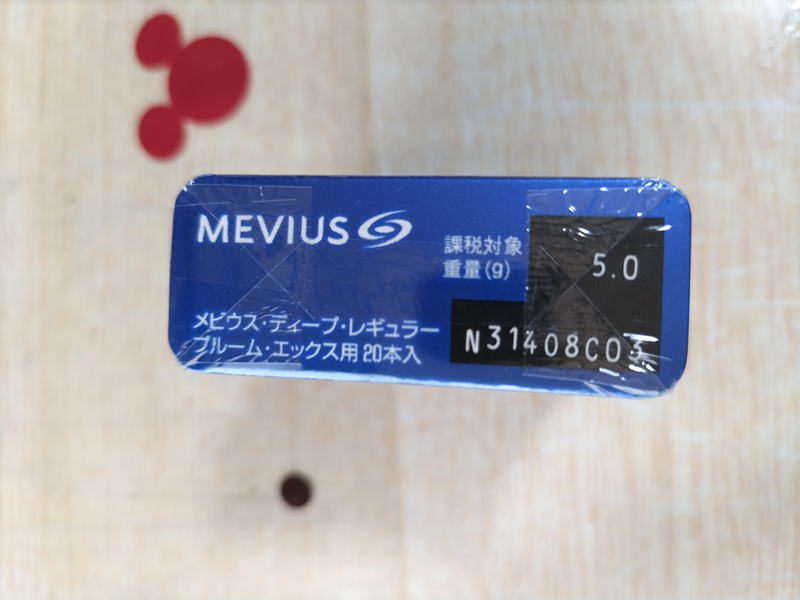 MEVIUS
課税対象
重量(g)
5.0
メビウス・ディープ・レギュラー
プルーム・エックス用 20本入
N31408C03